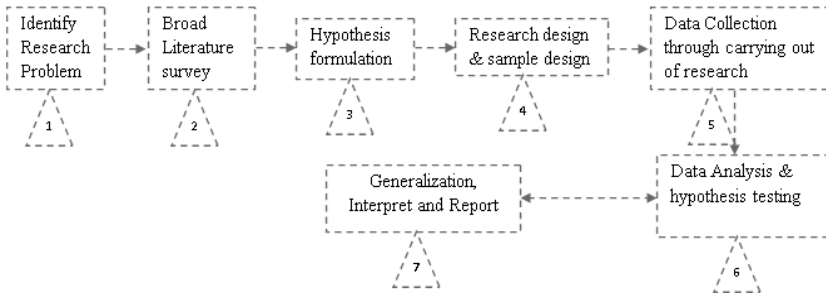 Identify
Research
Problem
Broad
Literature
survey
Hypothesis
formulation
Research design
& sample design
Data Collection
through carrying out
of research
1
2
3
4
5
Data Analysis &
hypothesis testing
Generalization,
Interpret and Report
6
7